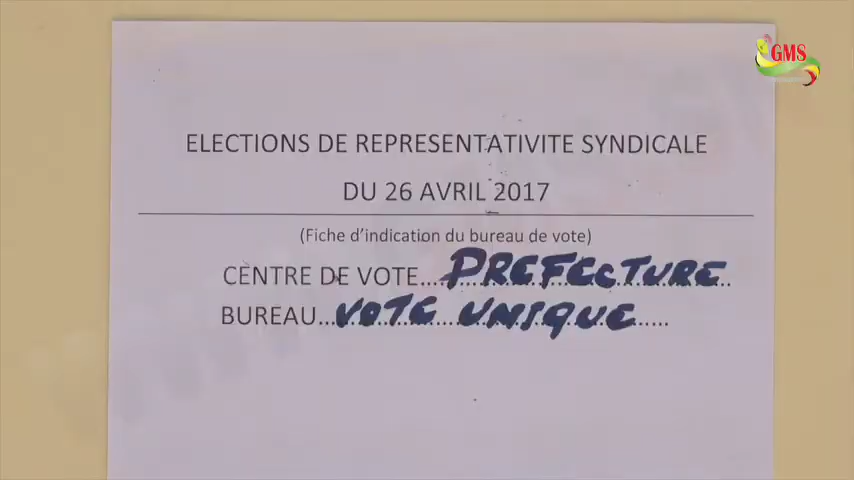 GMS
ELECTIONS DE REPRESENTATIVITE SYNDICALE
DU 26 AVRIL 2017
(Fiche d'indication du bureau de vote)
CENTRE DE VOTE....PREFECTURE..
BUREAU...VOTE UNIQUE.....